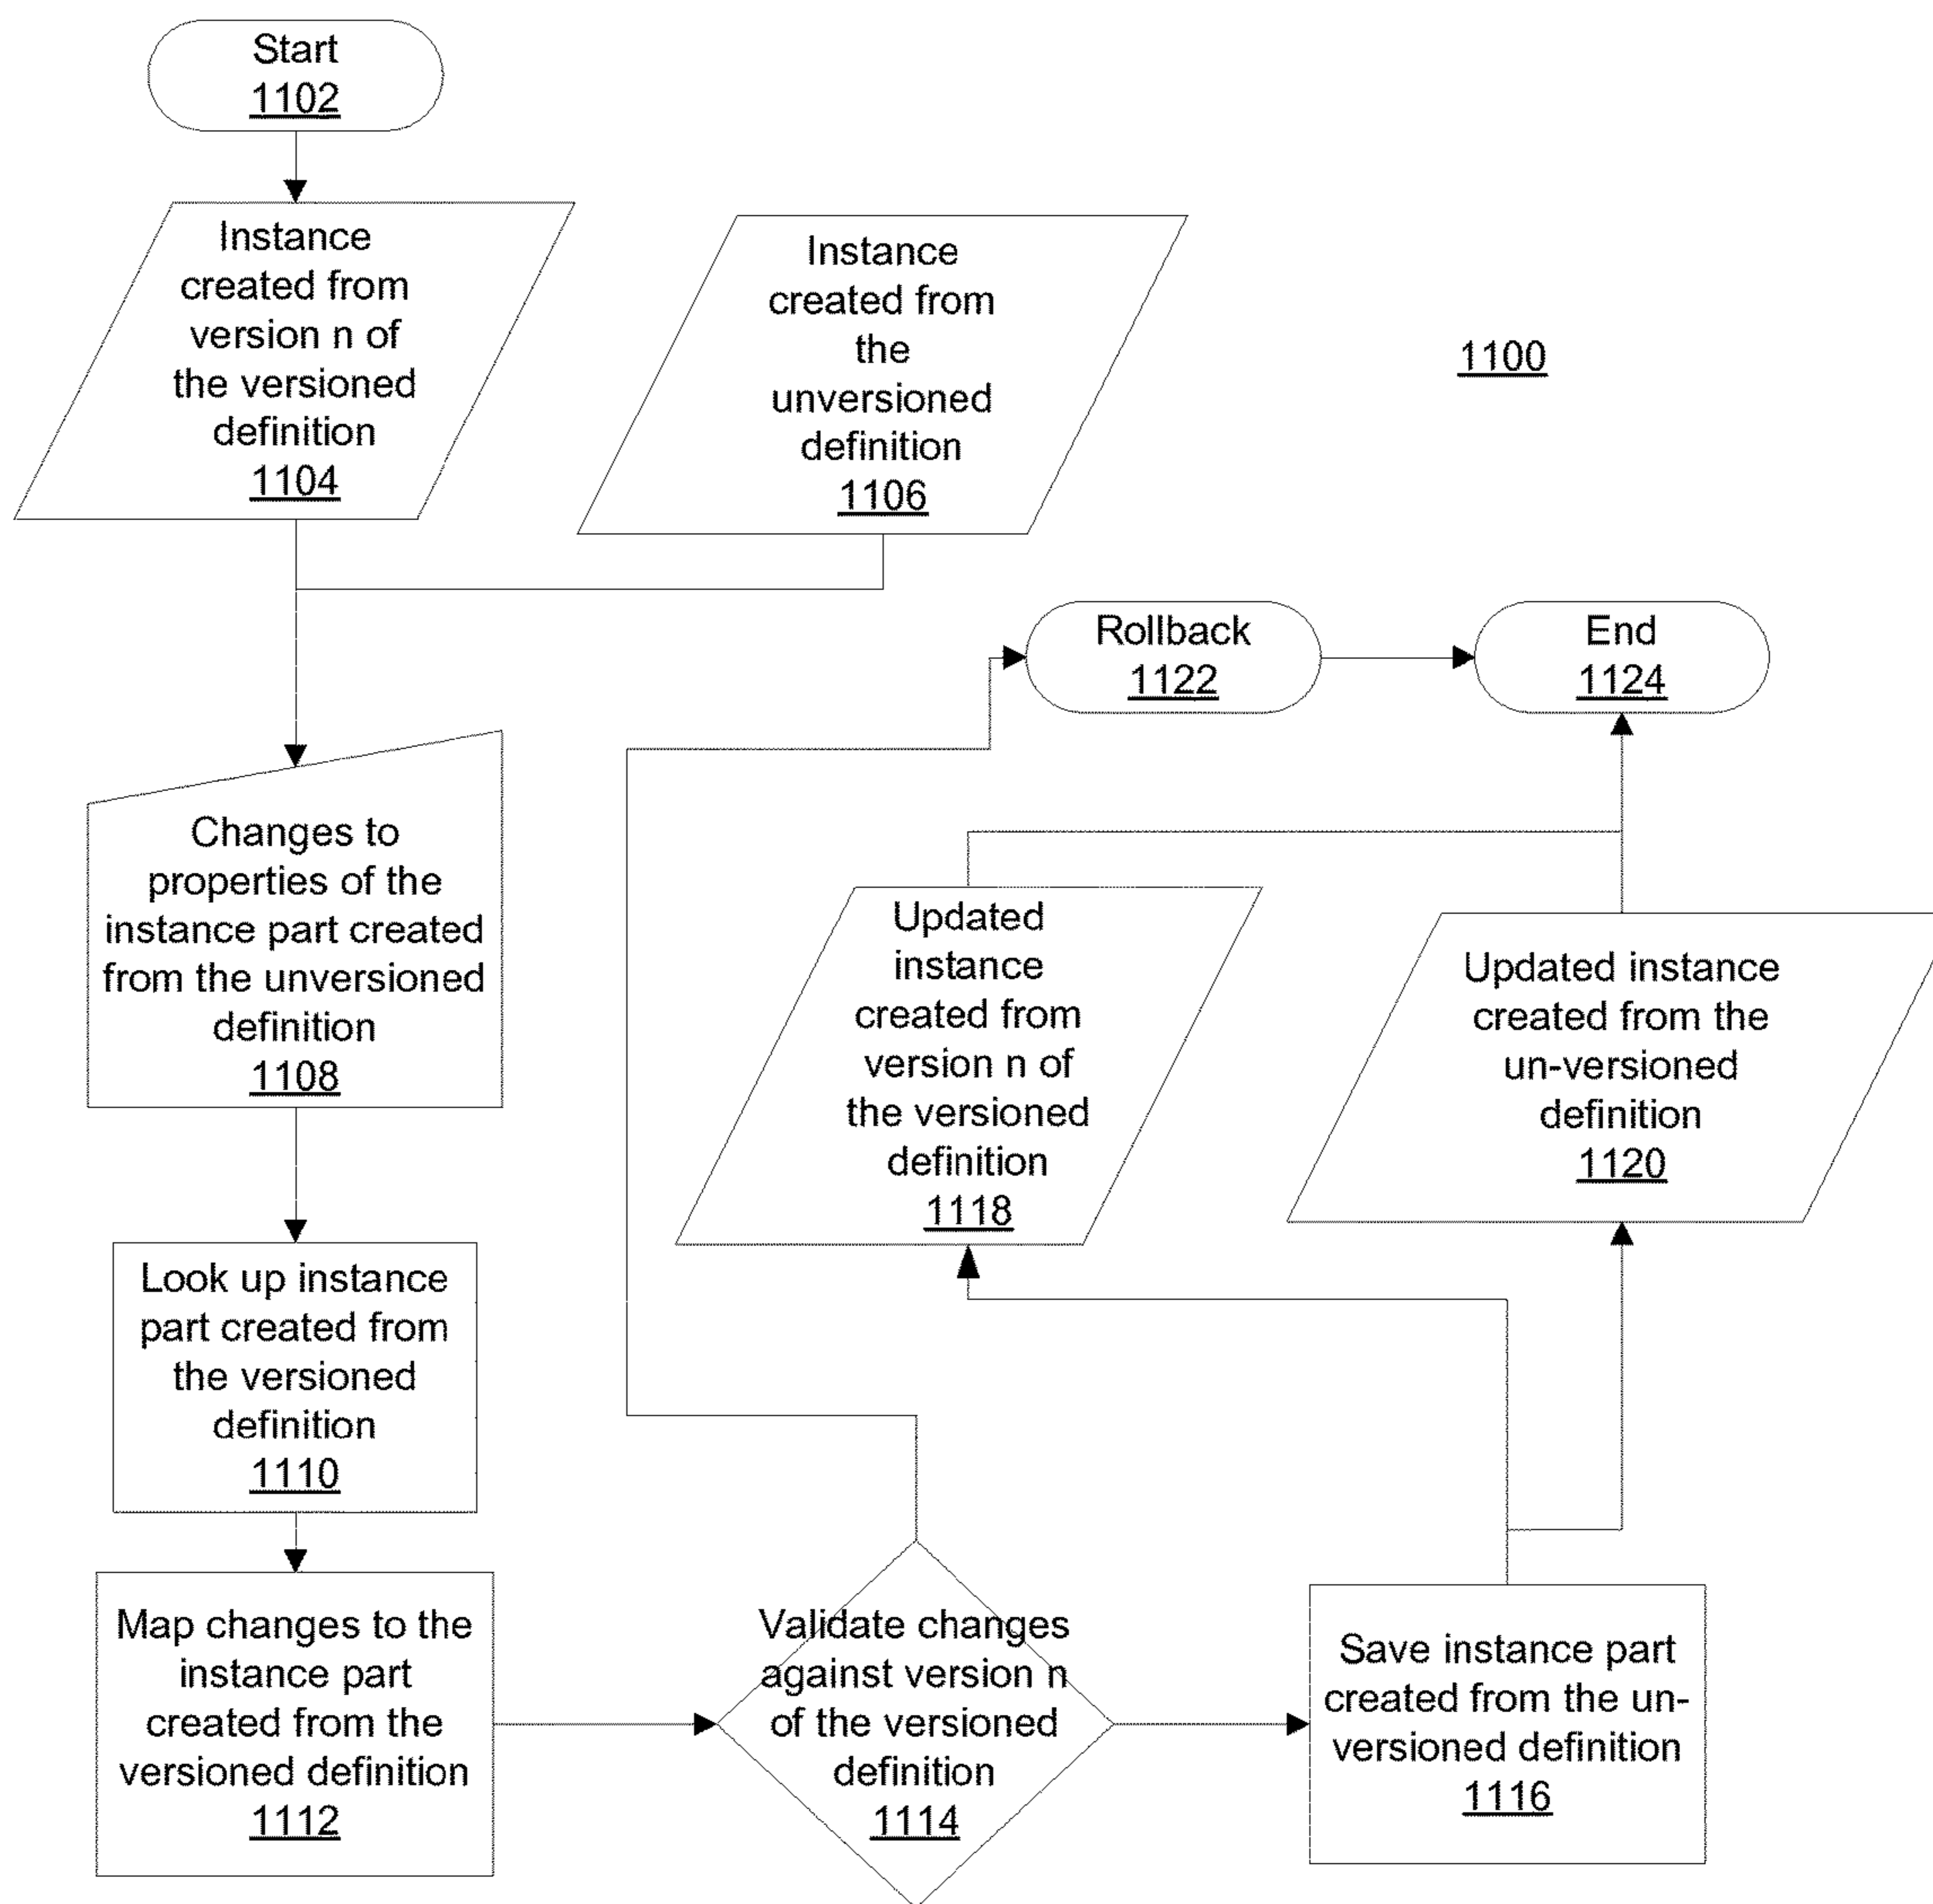 Start
1102
Instance
created from
version n of
the versioned
definition
1104
Instance
created from
the
unversioned
definition
1106
1100
Changes to
properties of the
instance part created
from the unversioned
definition
1108
Look up instance
part created from
the versioned
definition
1110
Map changes to the
instance part
created from the
versioned definition
1112
Validate changes
against version n
of the versioned
definition
1114
Save instance part
created from the un-
versioned definition
1116
Updated
instance
created from
version n of
the versioned
definition
1118
Updated instance
created from the
un-versioned
definition
1120
Rollback
1122
End
1124